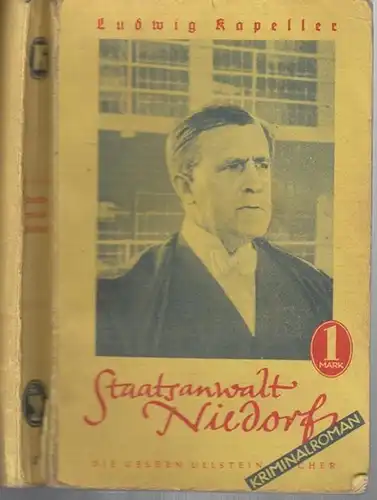 Ludwig Kapeller
1
MARK
Staatsanwalt
Niedorf
KRIMINALROMAN
DIE GELBEN ULLSTEIN BÜCHER